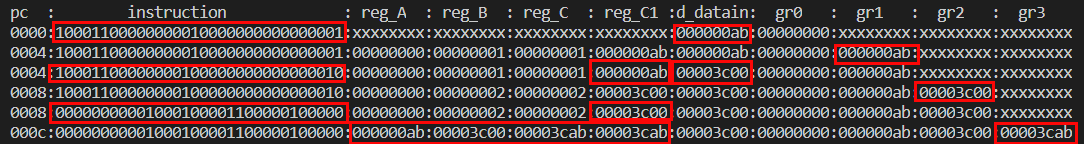 pc : instruction : reg_A : reg_B : reg_C : reg_C1 :d_datain: gr0 : gr1 : gr2 : gr3
0000:10001100000000010000000000000001:xxxxxxxx:xxxxxxxx:xxxxxxxx:xxxxxxxx:000000ab:00000000:xxxxxxxx:xxxxxxxx:xxxxxxxx
0004:10001100000000010000000000000001:00000000:00000001:00000001:000000ab:000000ab:00000000:000000ab:xxxxxxxx:xxxxxxxx
0004:10001100000000100000000000000010:00000000:00000001:00000001:000000ab:00003c00:00000000:000000ab:xxxxxxxx:xxxxxxxx
0008:10001100000000100000000000000010:00000000:00000002:00000002:00003c00:00003c00:00000000:000000ab:00003c00:xxxxxxxx
0008:00000000001000100001100000100000:00000000:00000002:00000002:00003c00:00003c00:00000000:000000ab:00003c00:xxxxxxxx
000c:00000000001000100001100000100000:000000ab:00003c00:00003cab:00003cab:00003c00:00000000:000000ab:00003c00:00003cab